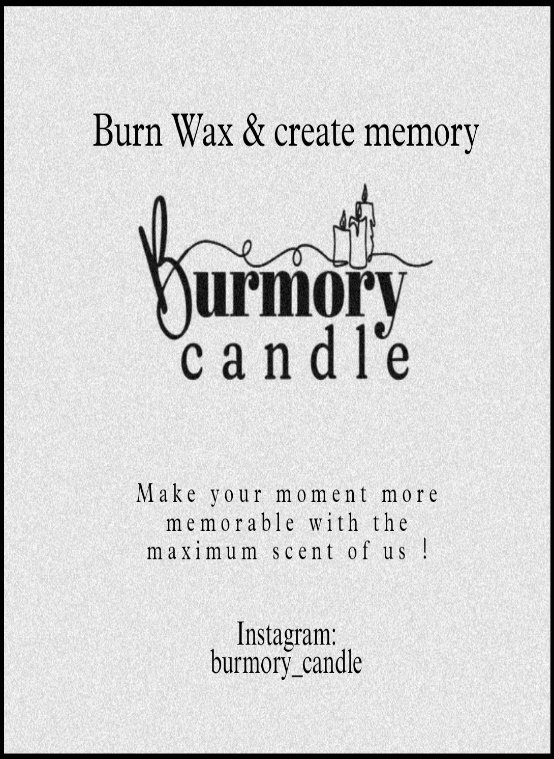 Burn Wax & create memory
Burmory
candle
Make your moment more
memorable with the
maximum scent of us !
Instagram:
burmory_candle